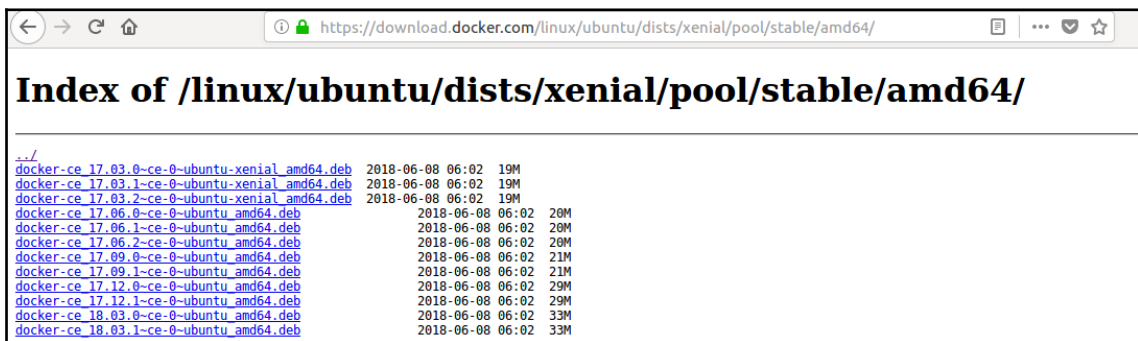 https://download.docker.com/linux/ubuntu/dists/xenial/pool/stable/amd64/
Index of /linux/ubuntu/dists/xenial/pool/stable/amd64/
../
docker-ce_17.03.0~ce-0~ubuntu-xenial_amd64.deb 2018-06-08 06:02 19M
docker-ce_17.03.1~ce-0~ubuntu-xenial_amd64.deb 2018-06-08 06:02 19M
docker-ce_17.03.2~ce-0~ubuntu-xenial_amd64.deb 2018-06-08 06:02 19M
docker-ce_17.06.0~ce-0~ubuntu_amd64.deb 2018-06-08 06:02 20M
docker-ce_17.06.1~ce-0~ubuntu_amd64.deb 2018-06-08 06:02 20M
docker-ce_17.06.2~ce-0~ubuntu_amd64.deb 2018-06-08 06:02 20M
docker-ce_17.09.0~ce-0~ubuntu_amd64.deb 2018-06-08 06:02 21M
docker-ce_17.09.1~ce-0~ubuntu_amd64.deb 2018-06-08 06:02 21M
docker-ce_17.12.0~ce-0~ubuntu_amd64.deb 2018-06-08 06:02 29M
docker-ce_17.12.1~ce-0~ubuntu_amd64.deb 2018-06-08 06:02 29M
docker-ce_18.03.0~ce-0~ubuntu_amd64.deb 2018-06-08 06:02 33M
docker-ce_18.03.1~ce-0~ubuntu_amd64.deb 2018-06-08 06:02 33M